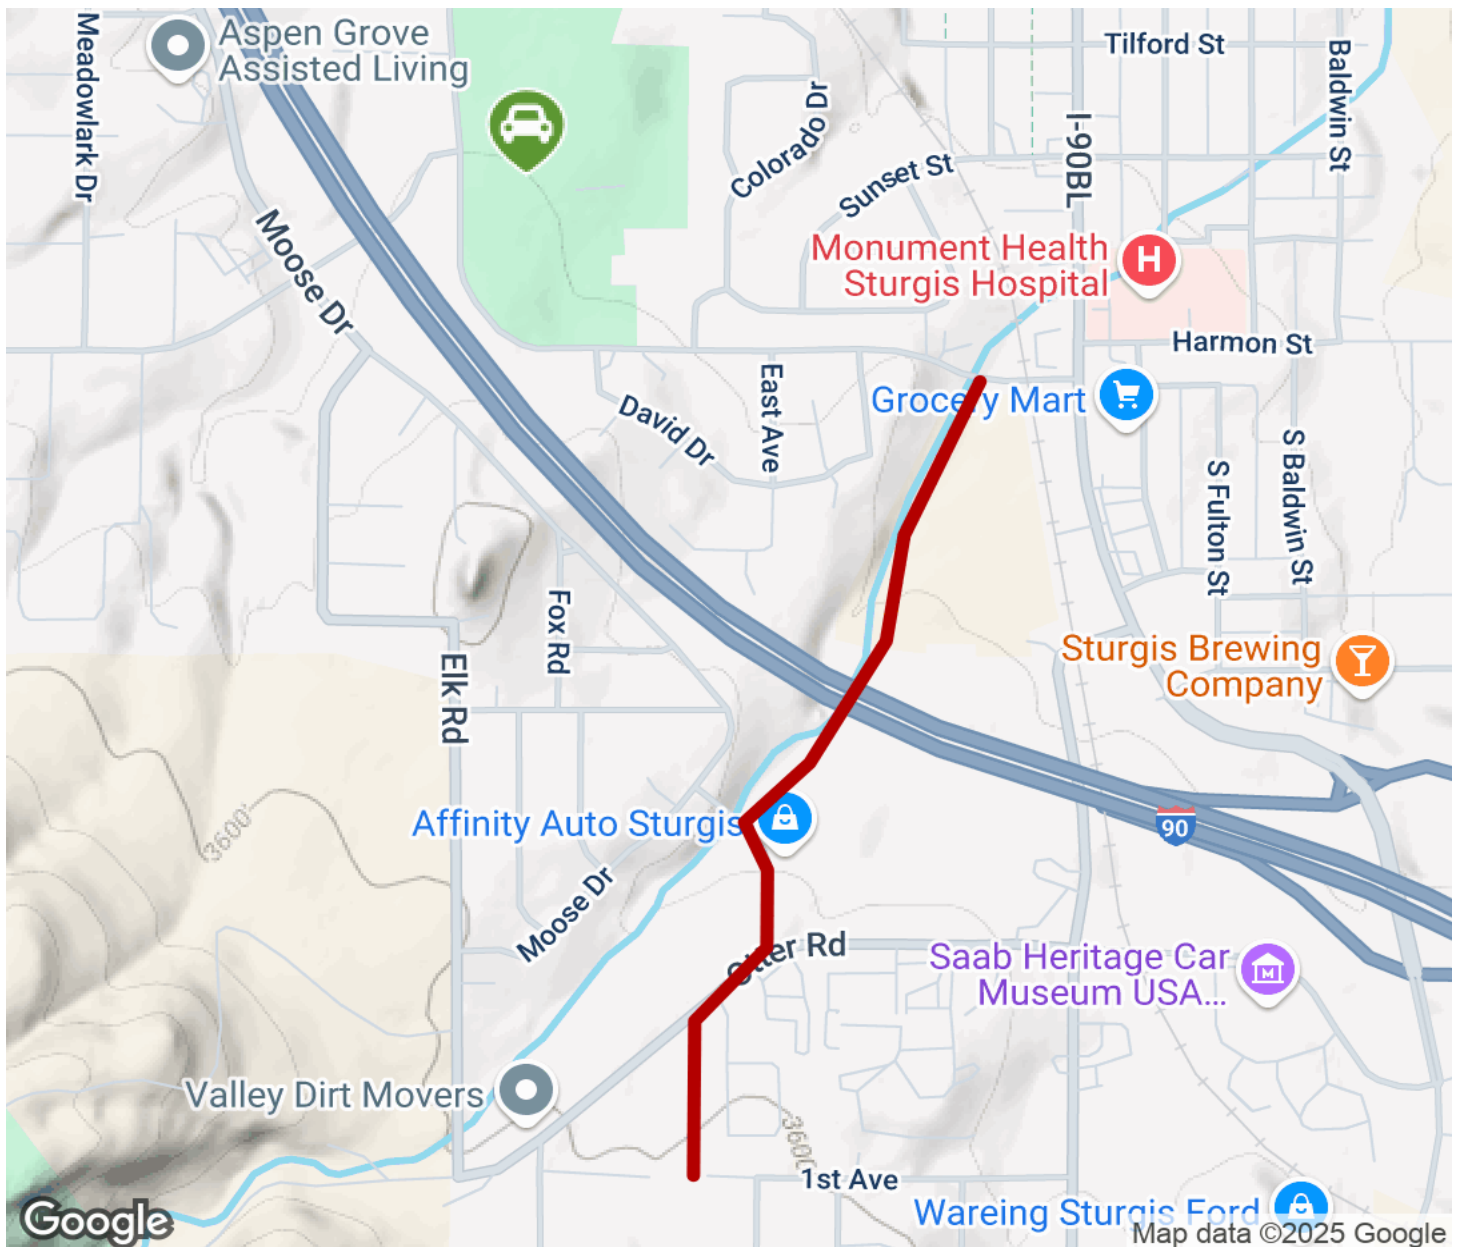 Meadowlark Dr
Aspen Grove
Assisted Living
Tilford St
Baldwin St
Colorado Dr
I-90BL
Sunset St
Moose Dr
Monument Health
Sturgis Hospital
H
Harmon St
East Ave
David Dr
Grocery Mart
S Fulton St
S Baldwin St
Fox Rd
Elk Rd
Sturgis Brewing
Company
3600'
Affinity Auto Sturgis
90
Moose Dr
Otter Rd
Saab Heritage Car
Museum USA...
M
Valley Dirt Movers
3600
1st Ave
Wareing Sturgis Ford
Google
Map data ©2025 Google